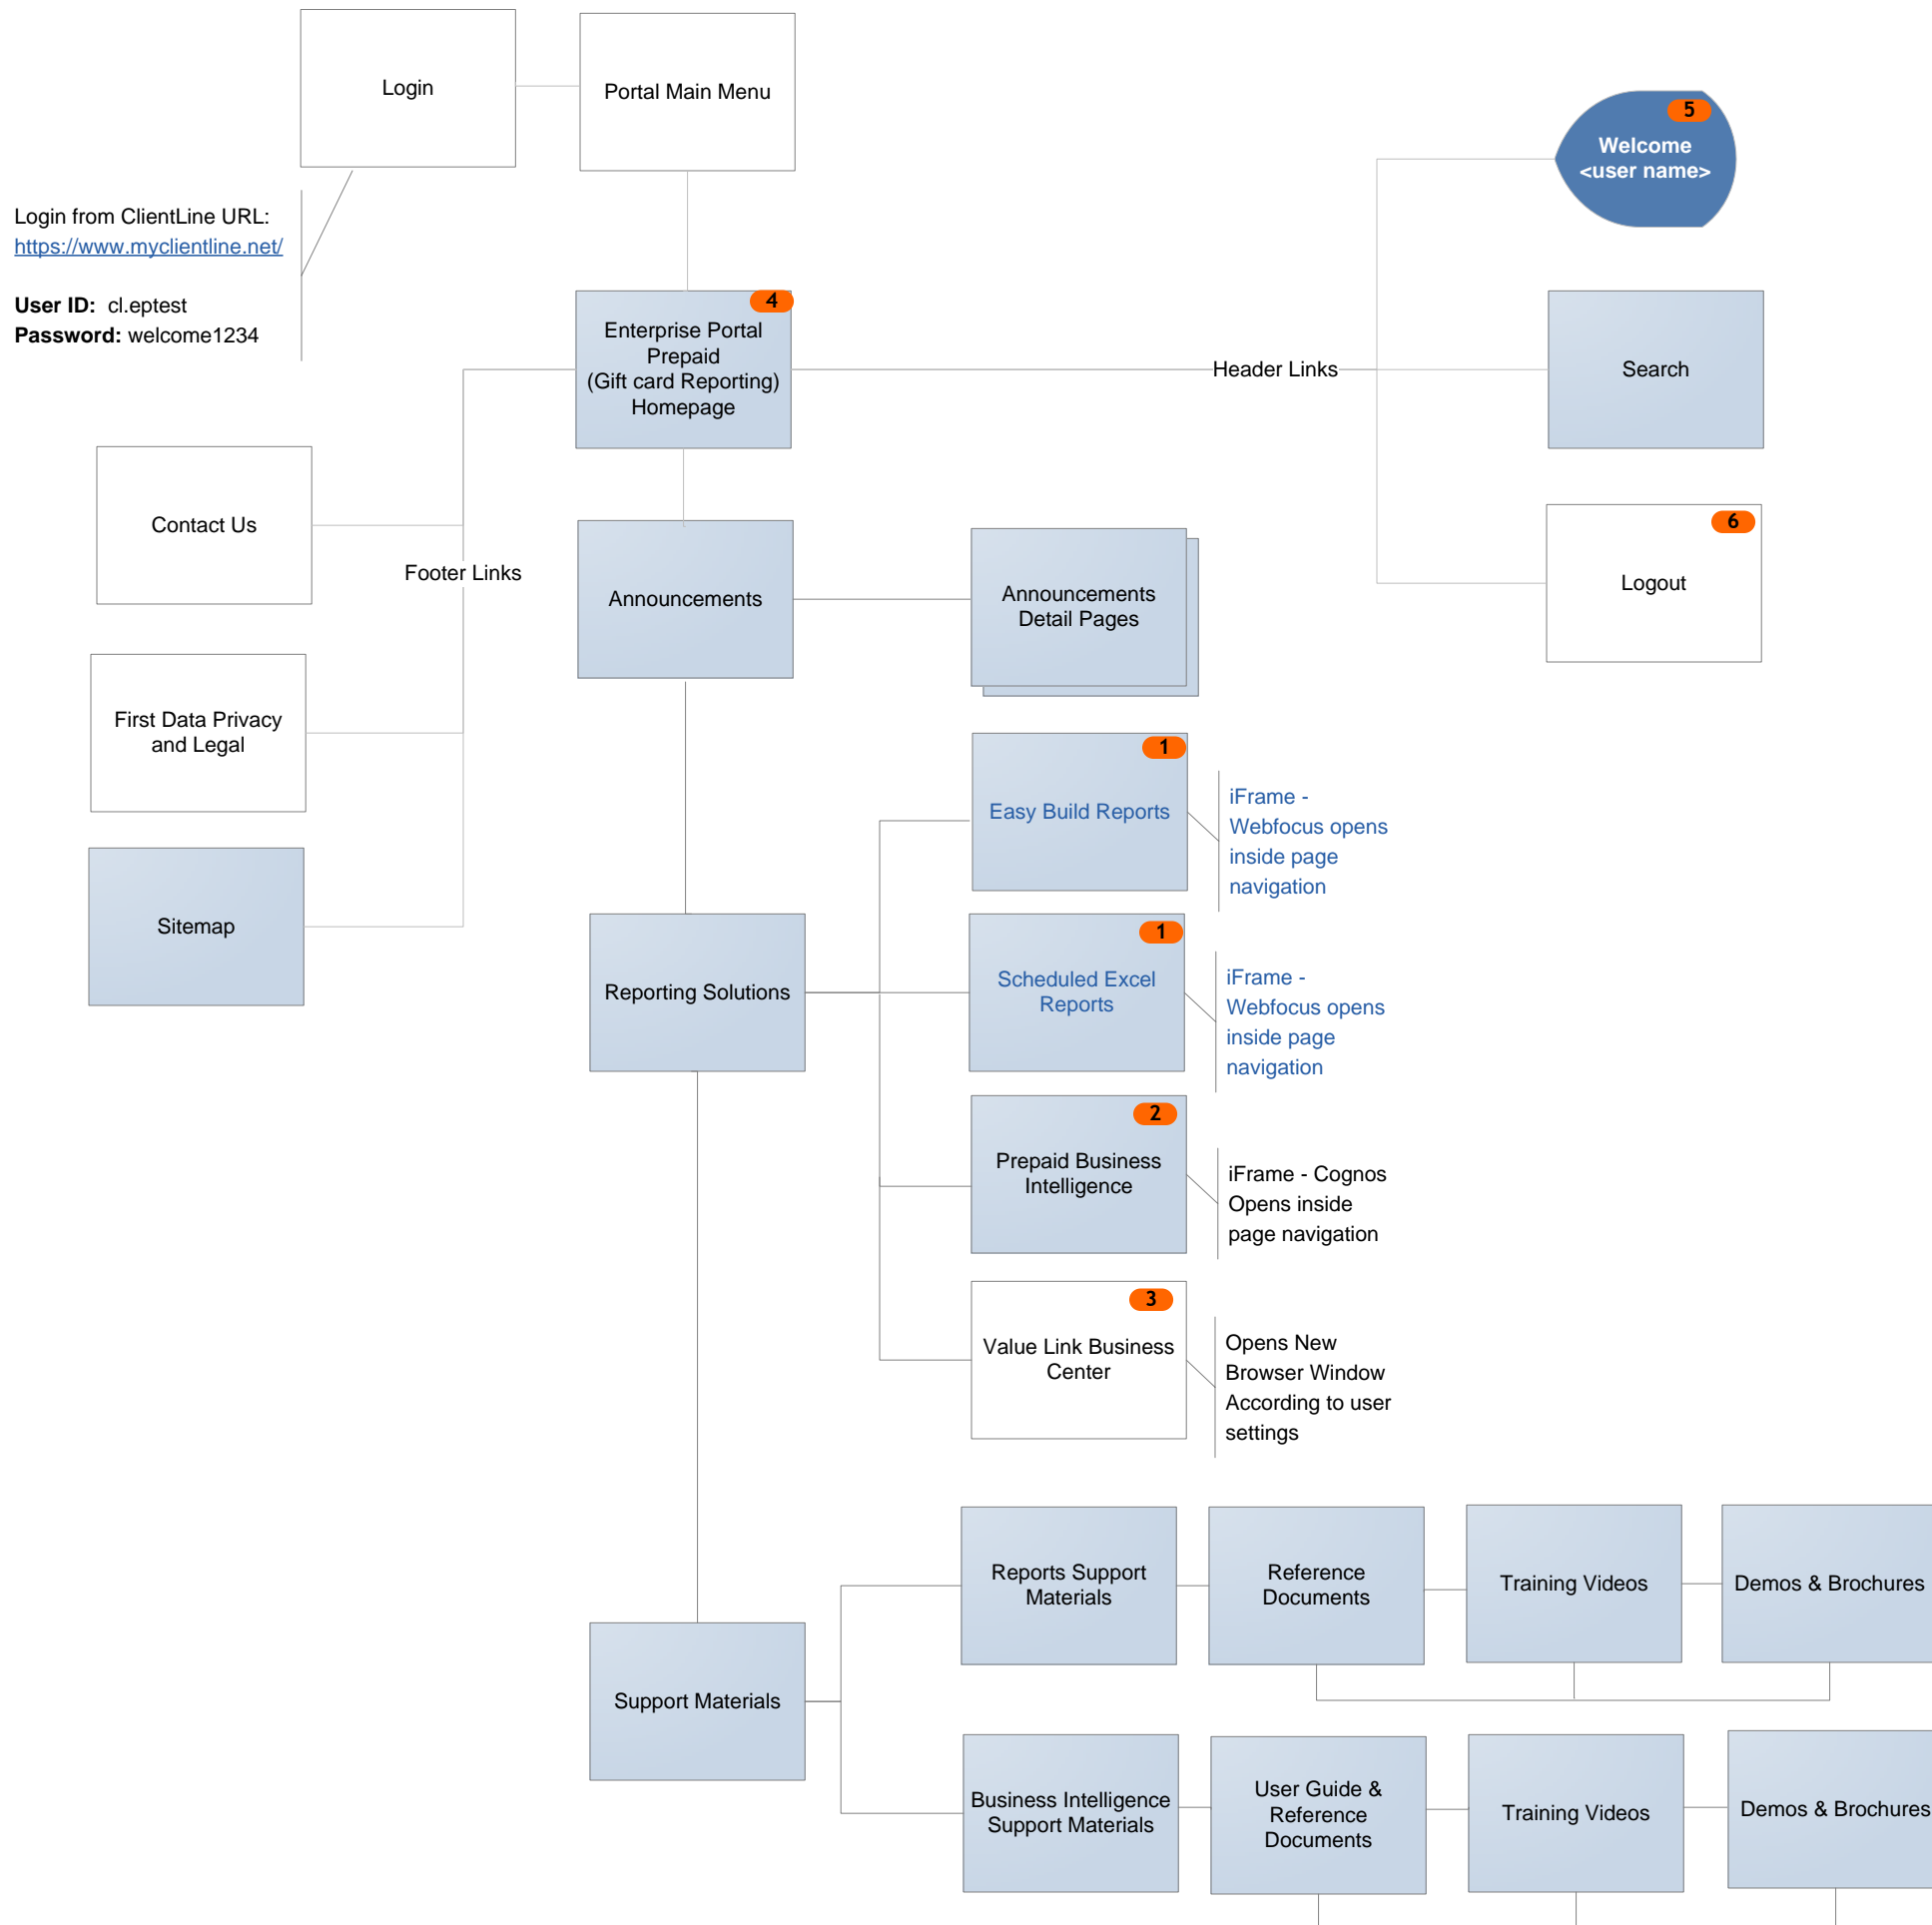 Login
Portal Main Menu
5
Welcome
<user name>
Login from ClientLine URL:
https://www.myclientline.net/
User ID: cl.eptest
Password: welcome1234
4
Enterprise Portal
Prepaid
(Gift card Reporting)
Homepage
Header Links
Search
Contact Us
Footer Links
6
Logout
Announcements
Announcements
Detail Pages
First Data Privacy
and Legal
Sitemap
1
Easy Build Reports
iFrame -
Webfocus opens
inside page
navigation
Reporting Solutions
1
Scheduled Excel
Reports
iFrame -
Webfocus opens
inside page
navigation
2
Prepaid Business
Intelligence
iFrame - Cognos
Opens inside
page navigation
3
Value Link Business
Center
Opens New
Browser Window
According to user
settings
Support Materials
Reports Support
Materials
Reference
Documents
Training Videos
Demos & Brochures
Business Intelligence
Support Materials
User Guide &
Reference
Documents
Training Videos
Demos & Brochures